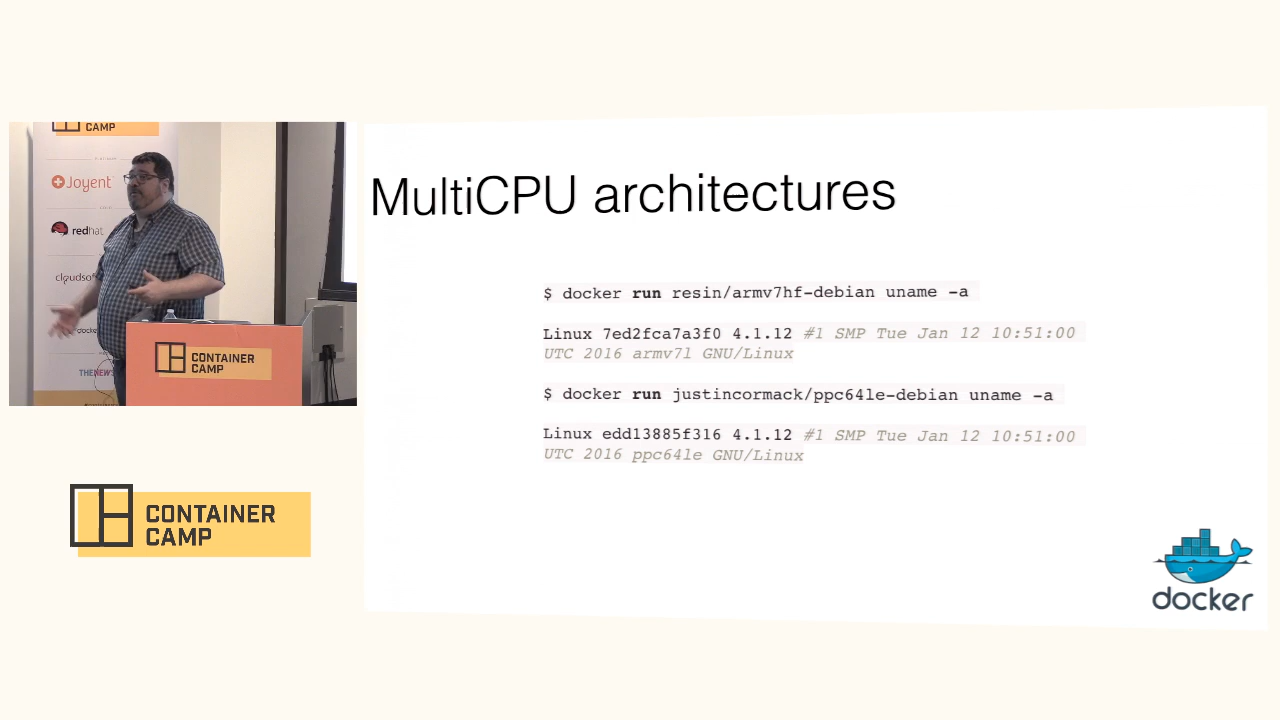 CAMP
Joyent
redhat
cloudsof
docke
THENEW
CONTAINER
CAMP
CONTAINER
CAMP
MultiCPU architectures
$ docker run resin/armv7hf-debian uname -a
Linux 7ed2fca7a3f0 4.1.12 #1 SMP Tue Jan 12 10:51:00
UTC 2016 armv7l GNU/Linux
$ docker run justincormack/ppc64le-debian uname -a
Linux edd13885f316 4.1.12 #1 SMP Tue Jan 12 10:51:00
UTC 2016 ppc64le GNU/Linux
docker